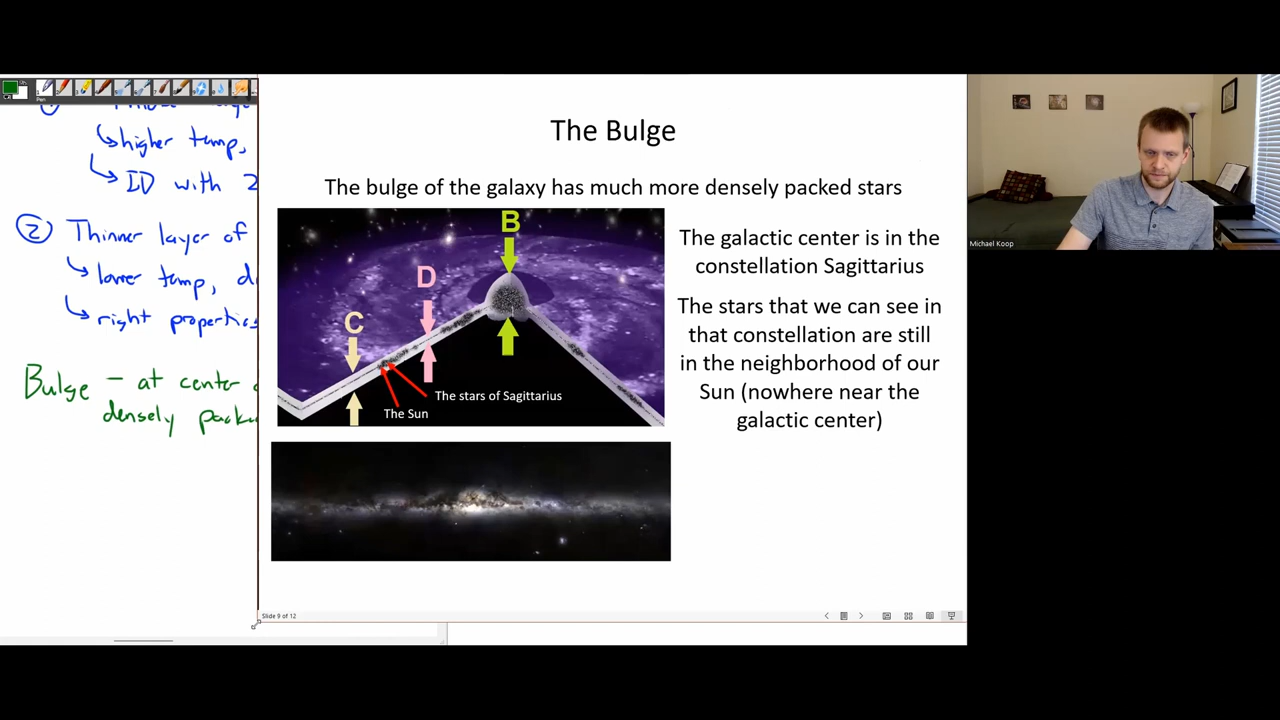 Pen
↳higher temp,
↳ ID with
② Thinner layer of
↳ lower temp,
↳ right properties
Bulge – at center
densely
The Bulge
The bulge of the galaxy has much more densely packed stars
B
D
C
The stars of Sagittarius
The Sun
The galactic center is in the
constellation Sagittarius
The stars that we can see in
that constellation are still
in the neighborhood of our
Sun (nowhere near the
galactic center)
Slide 9 of 12
Michael Koop